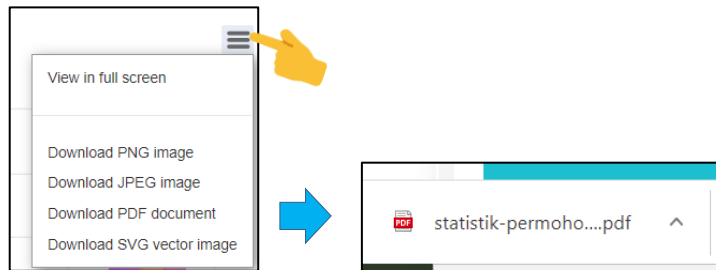 View in full screen
Download PNG image
Download JPEG image
Download PDF document
Download SVG vector image
PDF
statistik-permoho....pdf